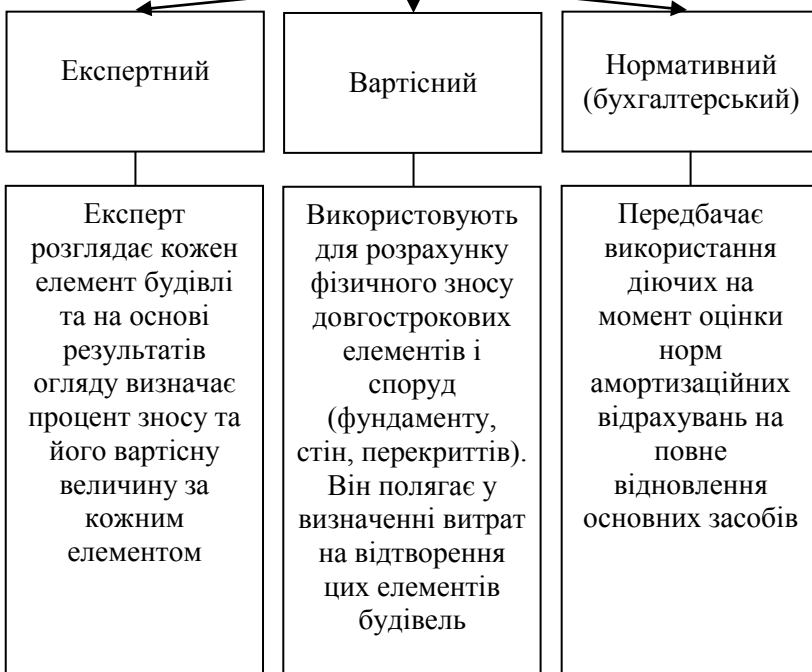 Експертний
Вартісний
Нормативний
(бухгалтерський)
Експерт
розглядає кожен
елемент будівлі
та на основі
результатів
огляду визначає
процент зносу та
його вартісну
величину за
кожним
елементом
Використовують
для розрахунку
фізичного зносу
довгострокових
елементів і
споруд
(фундаменту,
стін, перекриттів).
Він полягає у
визначенні витрат
на відтворення
цих елементів
будівель
Передбачає
використання
діючих на
момент оцінки
норм
амортизаційних
відрахувань на
повне
відновлення
основних засобів